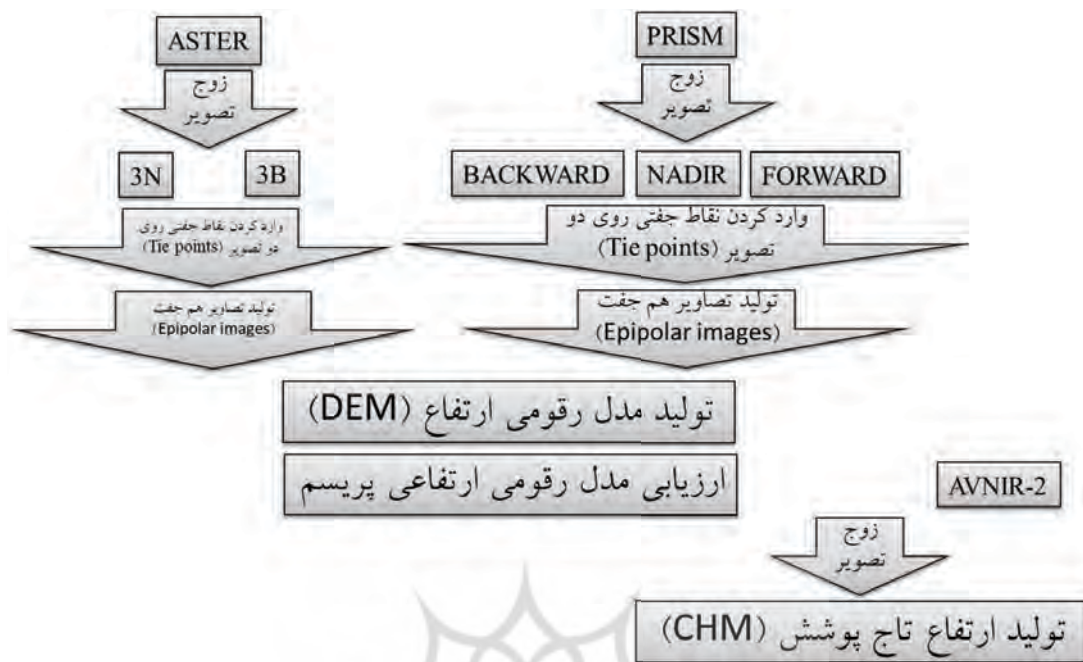 ASTER
PRISM
زوج
تصویر
زوج
تصویر
3N
3B
BACKWARD
NADIR
FORWARD
وارد کردن نقاط جفتی روی
دو تصویر (Tie points)
وارد کردن نقاط جفتی روی دو
تصویر (Tie points)
تولید تصاویر هم جفت
(Epipolar images)
تولید تصاویر هم جفت
(Epipolar images)
تولید مدل رقومی ارتفاع (DEM)
ارزیابی مدل رقومی ارتفاعی پریسم
AVNIR-2
زوج
تصویر
تولید ارتفاع تاج پوشش (CHM)